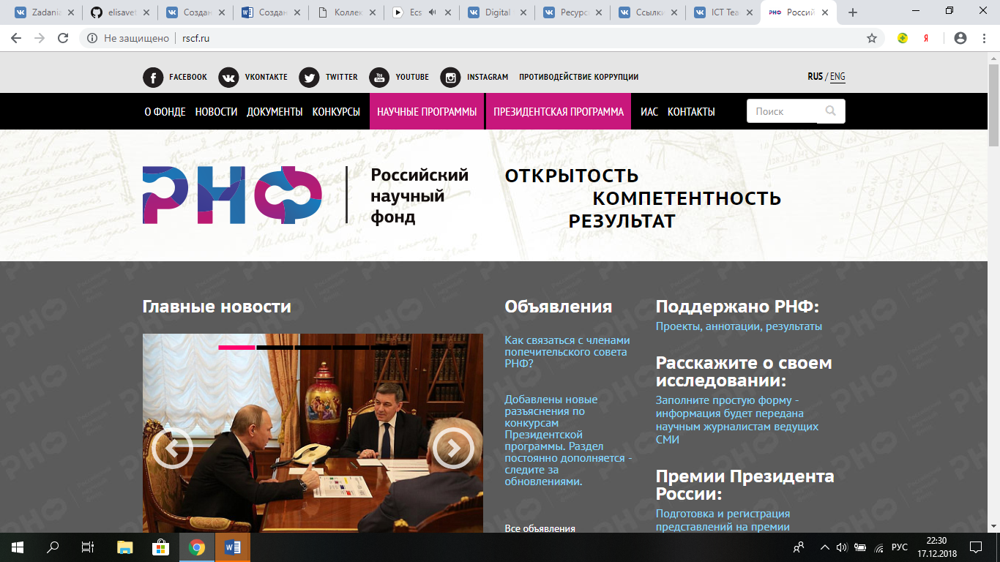 Zadania
elisavet
Создан
Создан
Коллек
Ecs
Digital
Ресурс
Ссылки
ICT Tea
РНФ Россий
Не защищено rscf.ru
Я
FACEBOOK VKONTAKTE TWITTER YOUTUBE INSTAGRAM ПРОТИВОДЕЙСТВИЕ КОРРУПЦИИ RUS / ENG
О ФОНДЕ НОВОСТИ ДОКУМЕНТЫ КОНКУРСЫ НАУЧНЫЕ ПРОГРАММЫ ПРЕЗИДЕНТСКАЯ ПРОГРАММА ИАС КОНТАКТЫ Поиск
РНФ
Российский
научный
фонд
ОТКРЫТОСТЬ
КОМПЕТЕНТНОСТЬ
РЕЗУЛЬТАТ
Главные новости
Объявления
Как связаться с членами
попечительского совета
РНФ?
Добавлены новые
разъяснения по
конкурсам
Президентской
программы. Раздел
постоянно дополняется -
следите за
обновлениями.
Все объявления
Поддержано РНФ:
Проекты, аннотации, результаты
Расскажите о своем
исследовании:
Заполните простую форму -
информация будет передана
научным журналистам ведущих
СМИ
Премии Президента
России:
Подготовка и регистрация
представлений на премии
РУС
22:30
17.12.2018